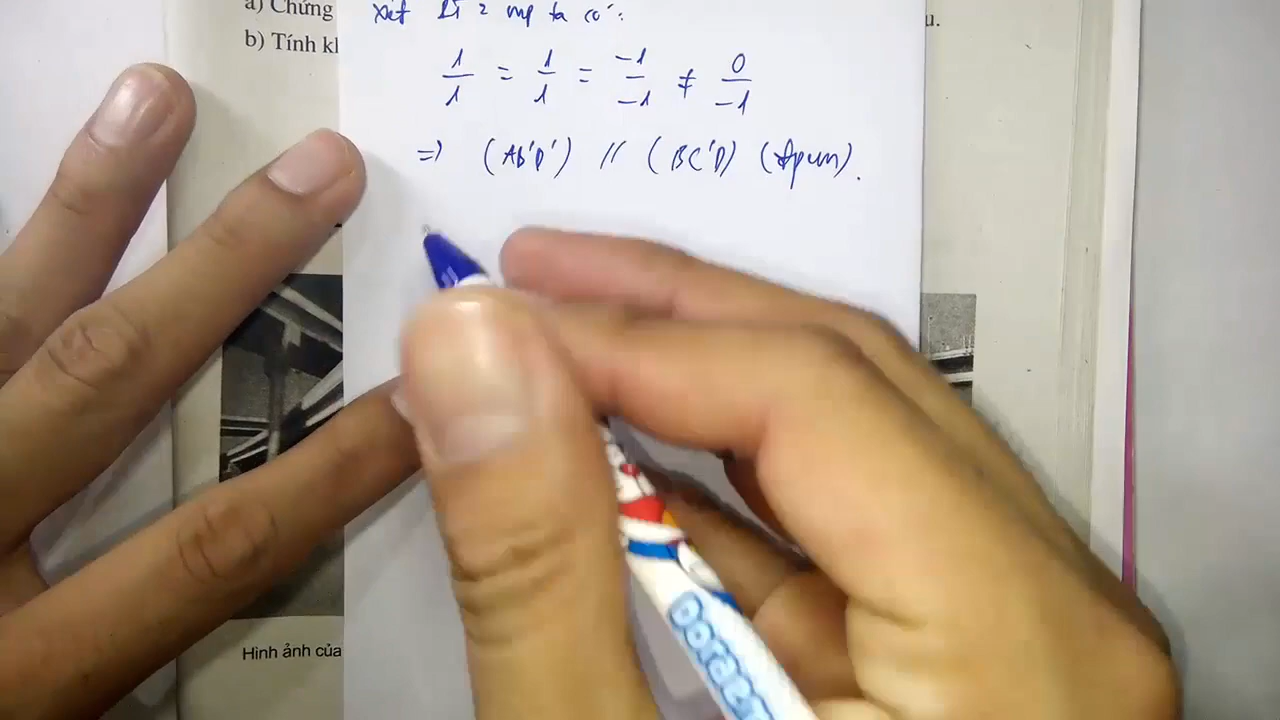 a) Chứng
b) Tính kl
u.
Xét 2 mp ta có:
1/1 = 1/1 = -1/-1 ≠ 0/-1
=> (AB'D') // (BC'D) (đpcm).
Hình ảnh của
Doraem